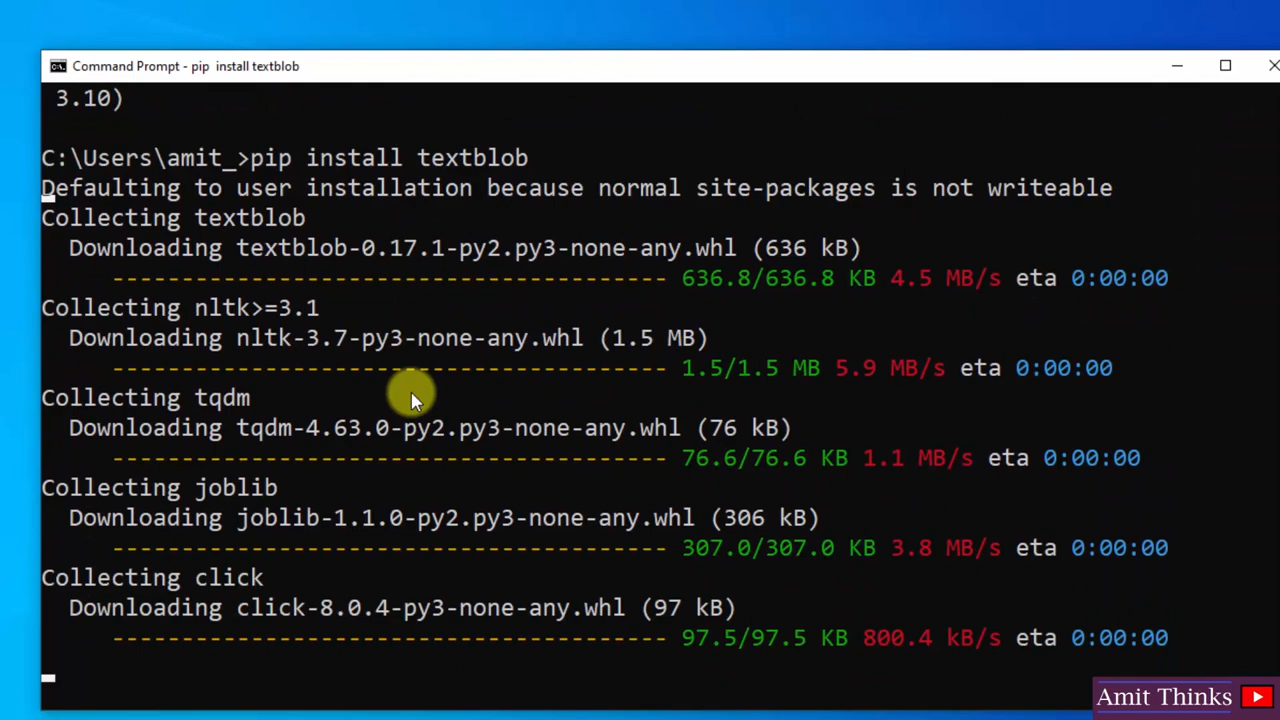 Command Prompt - pip  install textblob
3.10)
C:\Users\amit_>pip install textblob
Defaulting to user installation because normal site-packages is not writeable
Collecting textblob
Downloading textblob-0.17.1-py2.py3-none-any.whl (636 kB)
---------------------------------------- 636.8/636.8 KB 4.5 MB/s eta 0:00:00
Collecting nltk>=3.1
Downloading nltk-3.7-py3-none-any.whl (1.5 MB)
---------------------------------------- 1.5/1.5 MB 5.9 MB/s eta 0:00:00
Collecting tqdm
Downloading tqdm-4.63.0-py2.py3-none-any.whl (76 kB)
---------------------------------------- 76.6/76.6 KB 1.1 MB/s eta 0:00:00
Collecting joblib
Downloading joblib-1.1.0-py2.py3-none-any.whl (306 kB)
---------------------------------------- 307.0/307.0 KB 3.8 MB/s eta 0:00:00
Collecting click
Downloading click-8.0.4-py3-none-any.whl (97 kB)
---------------------------------------- 97.5/97.5 KB 800.4 kB/s eta 0:00:00
Amit Thinks